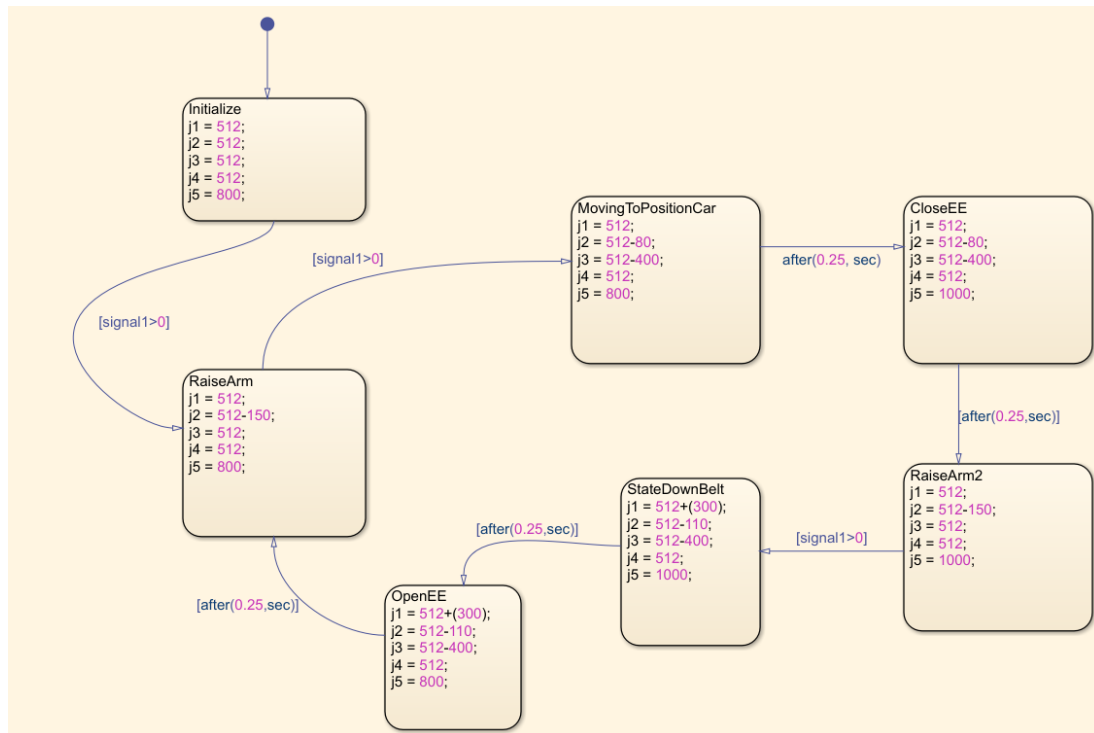 Initialize
j1 = 512;
j2 = 512;
j3 = 512;
j4 = 512;
j5 = 800;
[signal1>0]
RaiseArm
j1 = 512;
j2 = 512-150;
j3 = 512;
j4 = 512;
j5 = 800;
[signal1>0]
MovingToPositionCar
j1 = 512;
j2 = 512-80;
j3 = 512-400;
j4 = 512;
j5 = 800;
after(0.25, sec)
CloseEE
j1 = 512;
j2 = 512-80;
j3 = 512-400;
j4 = 512;
j5 = 1000;
[after(0.25,sec)]
RaiseArm2
j1 = 512;
j2 = 512-150;
j3 = 512;
j4 = 512;
j5 = 1000;
[signal1>0]
StateDownBelt
j1 = 512+(300);
j2 = 512-110;
j3 = 512-400;
j4 = 512;
j5 = 1000;
[after(0.25,sec)]
OpenEE
j1 = 512+(300);
j2 = 512-110;
j3 = 512-400;
j4 = 512;
j5 = 800;
[after(0.25,sec)]